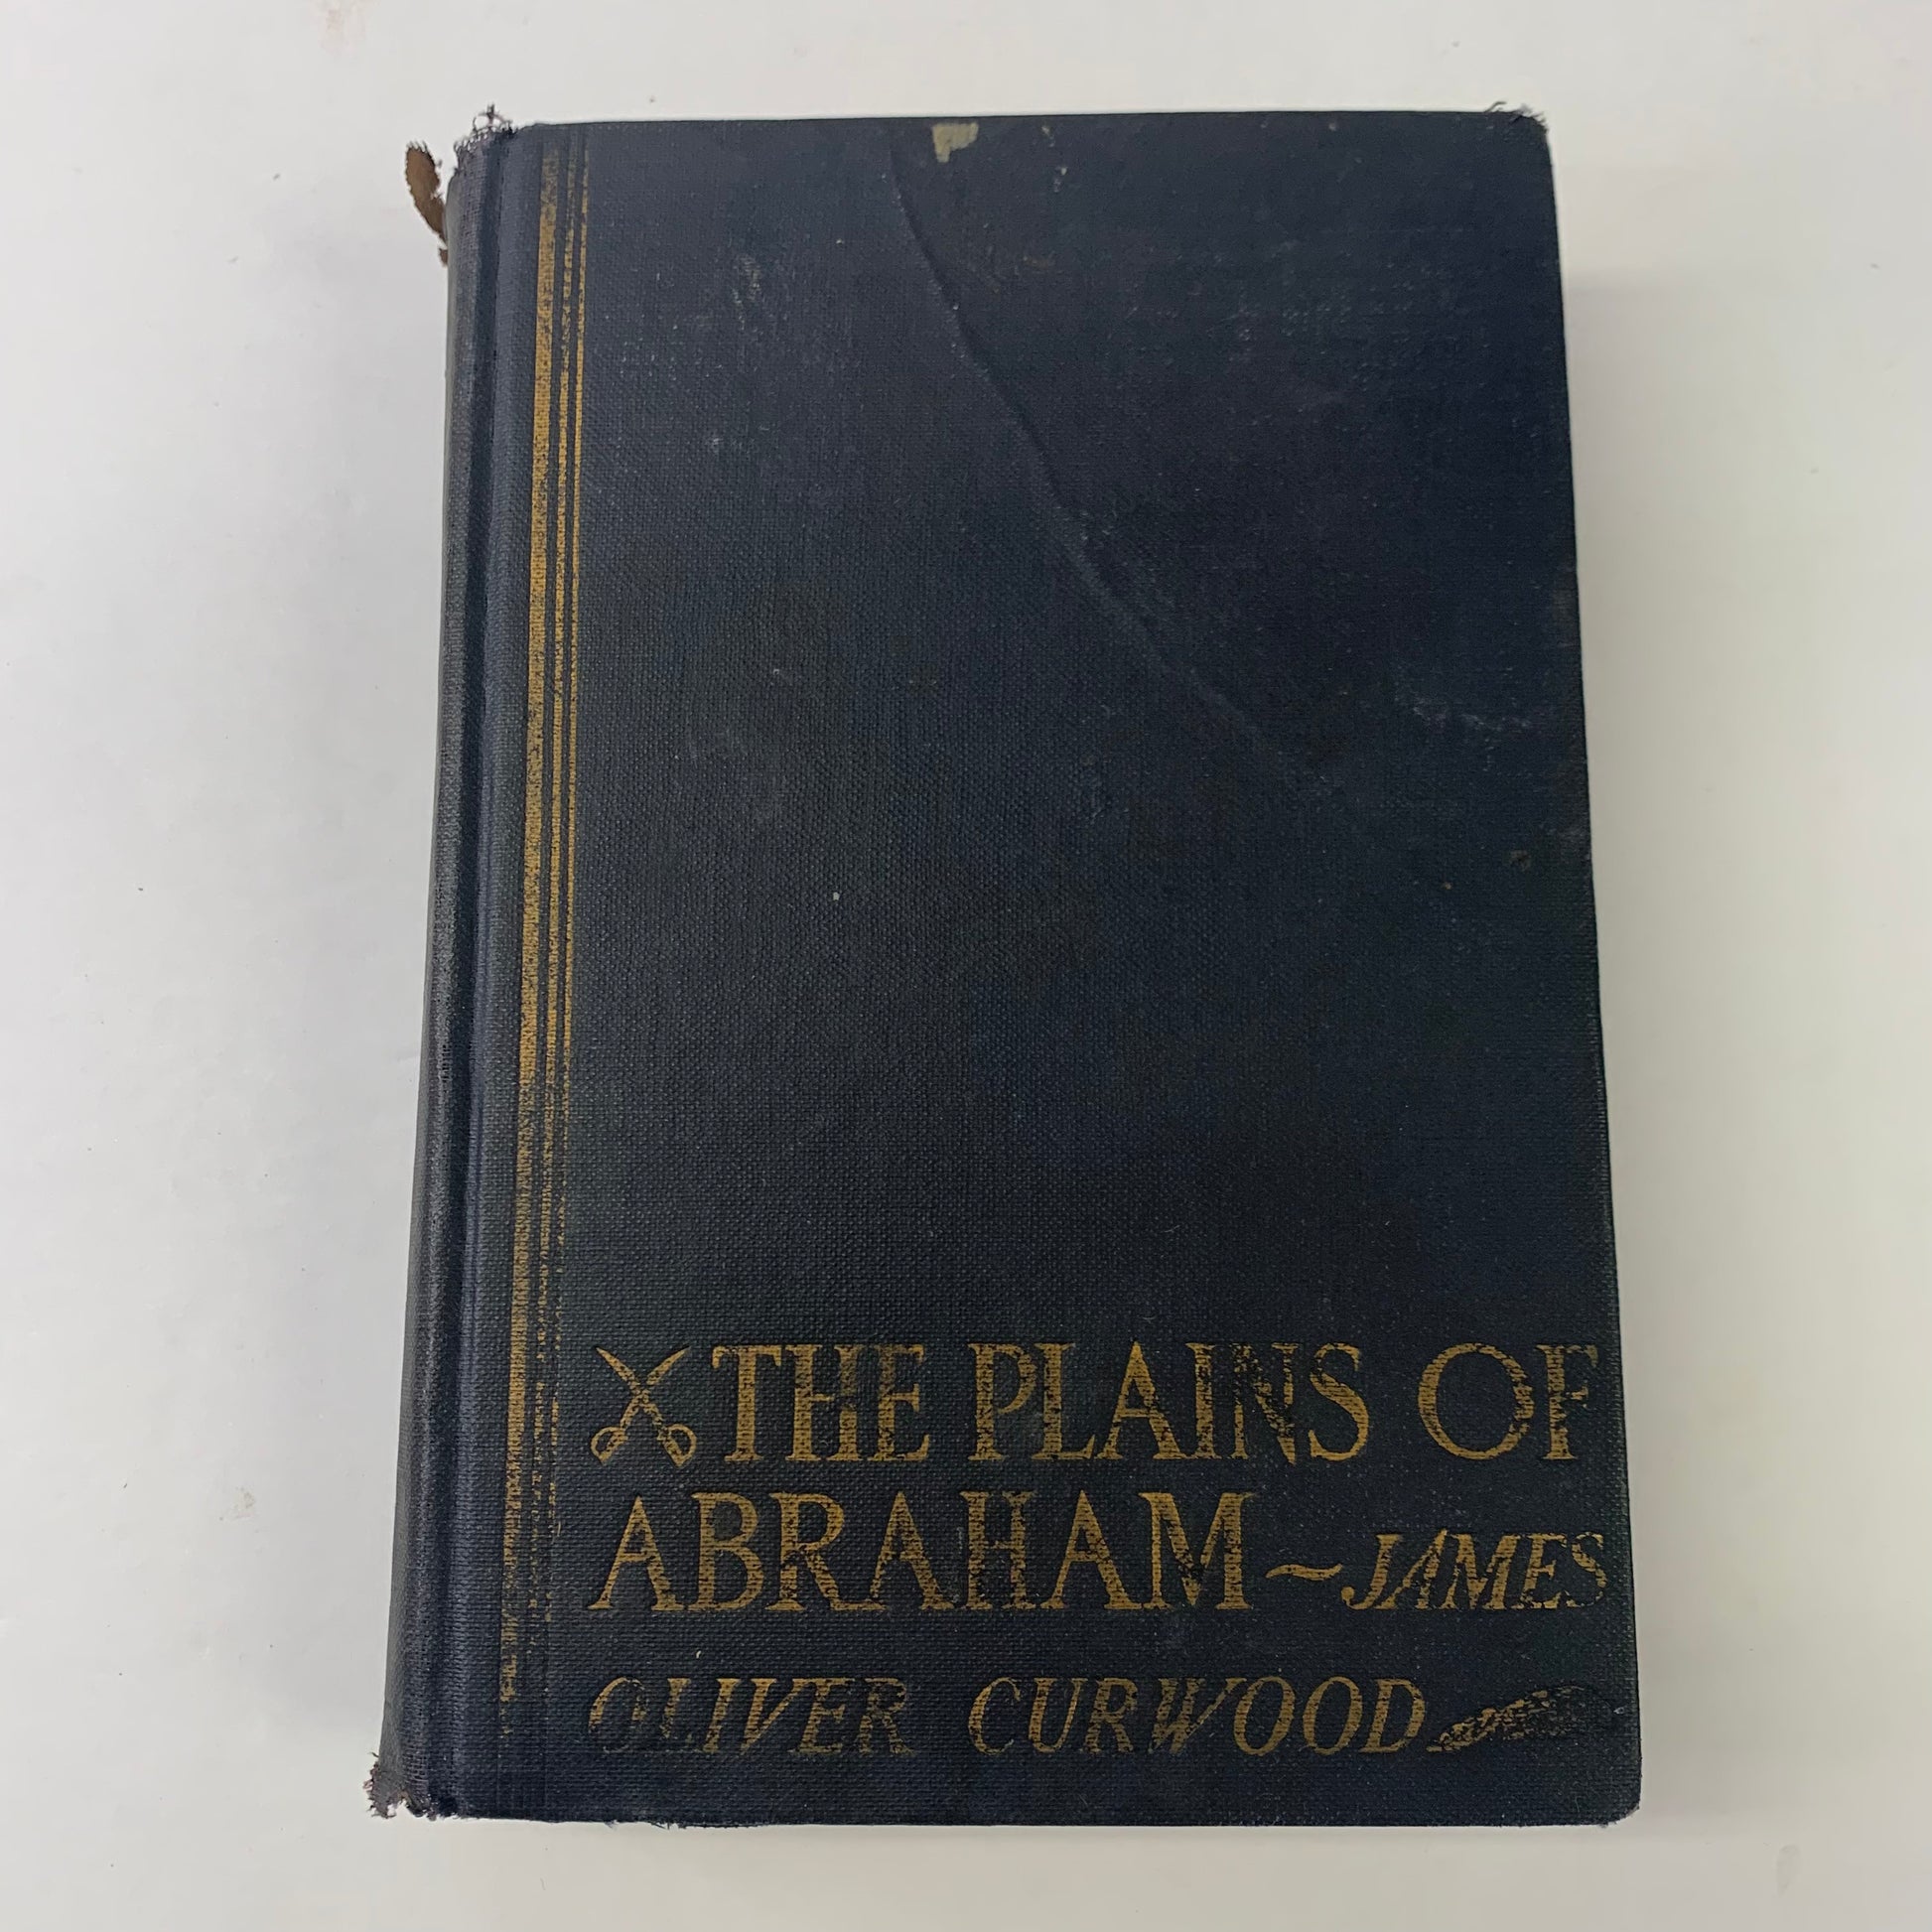 THE PLAINS OF
ABRAHAM ~ JAMES
OLIVER CURWOOD